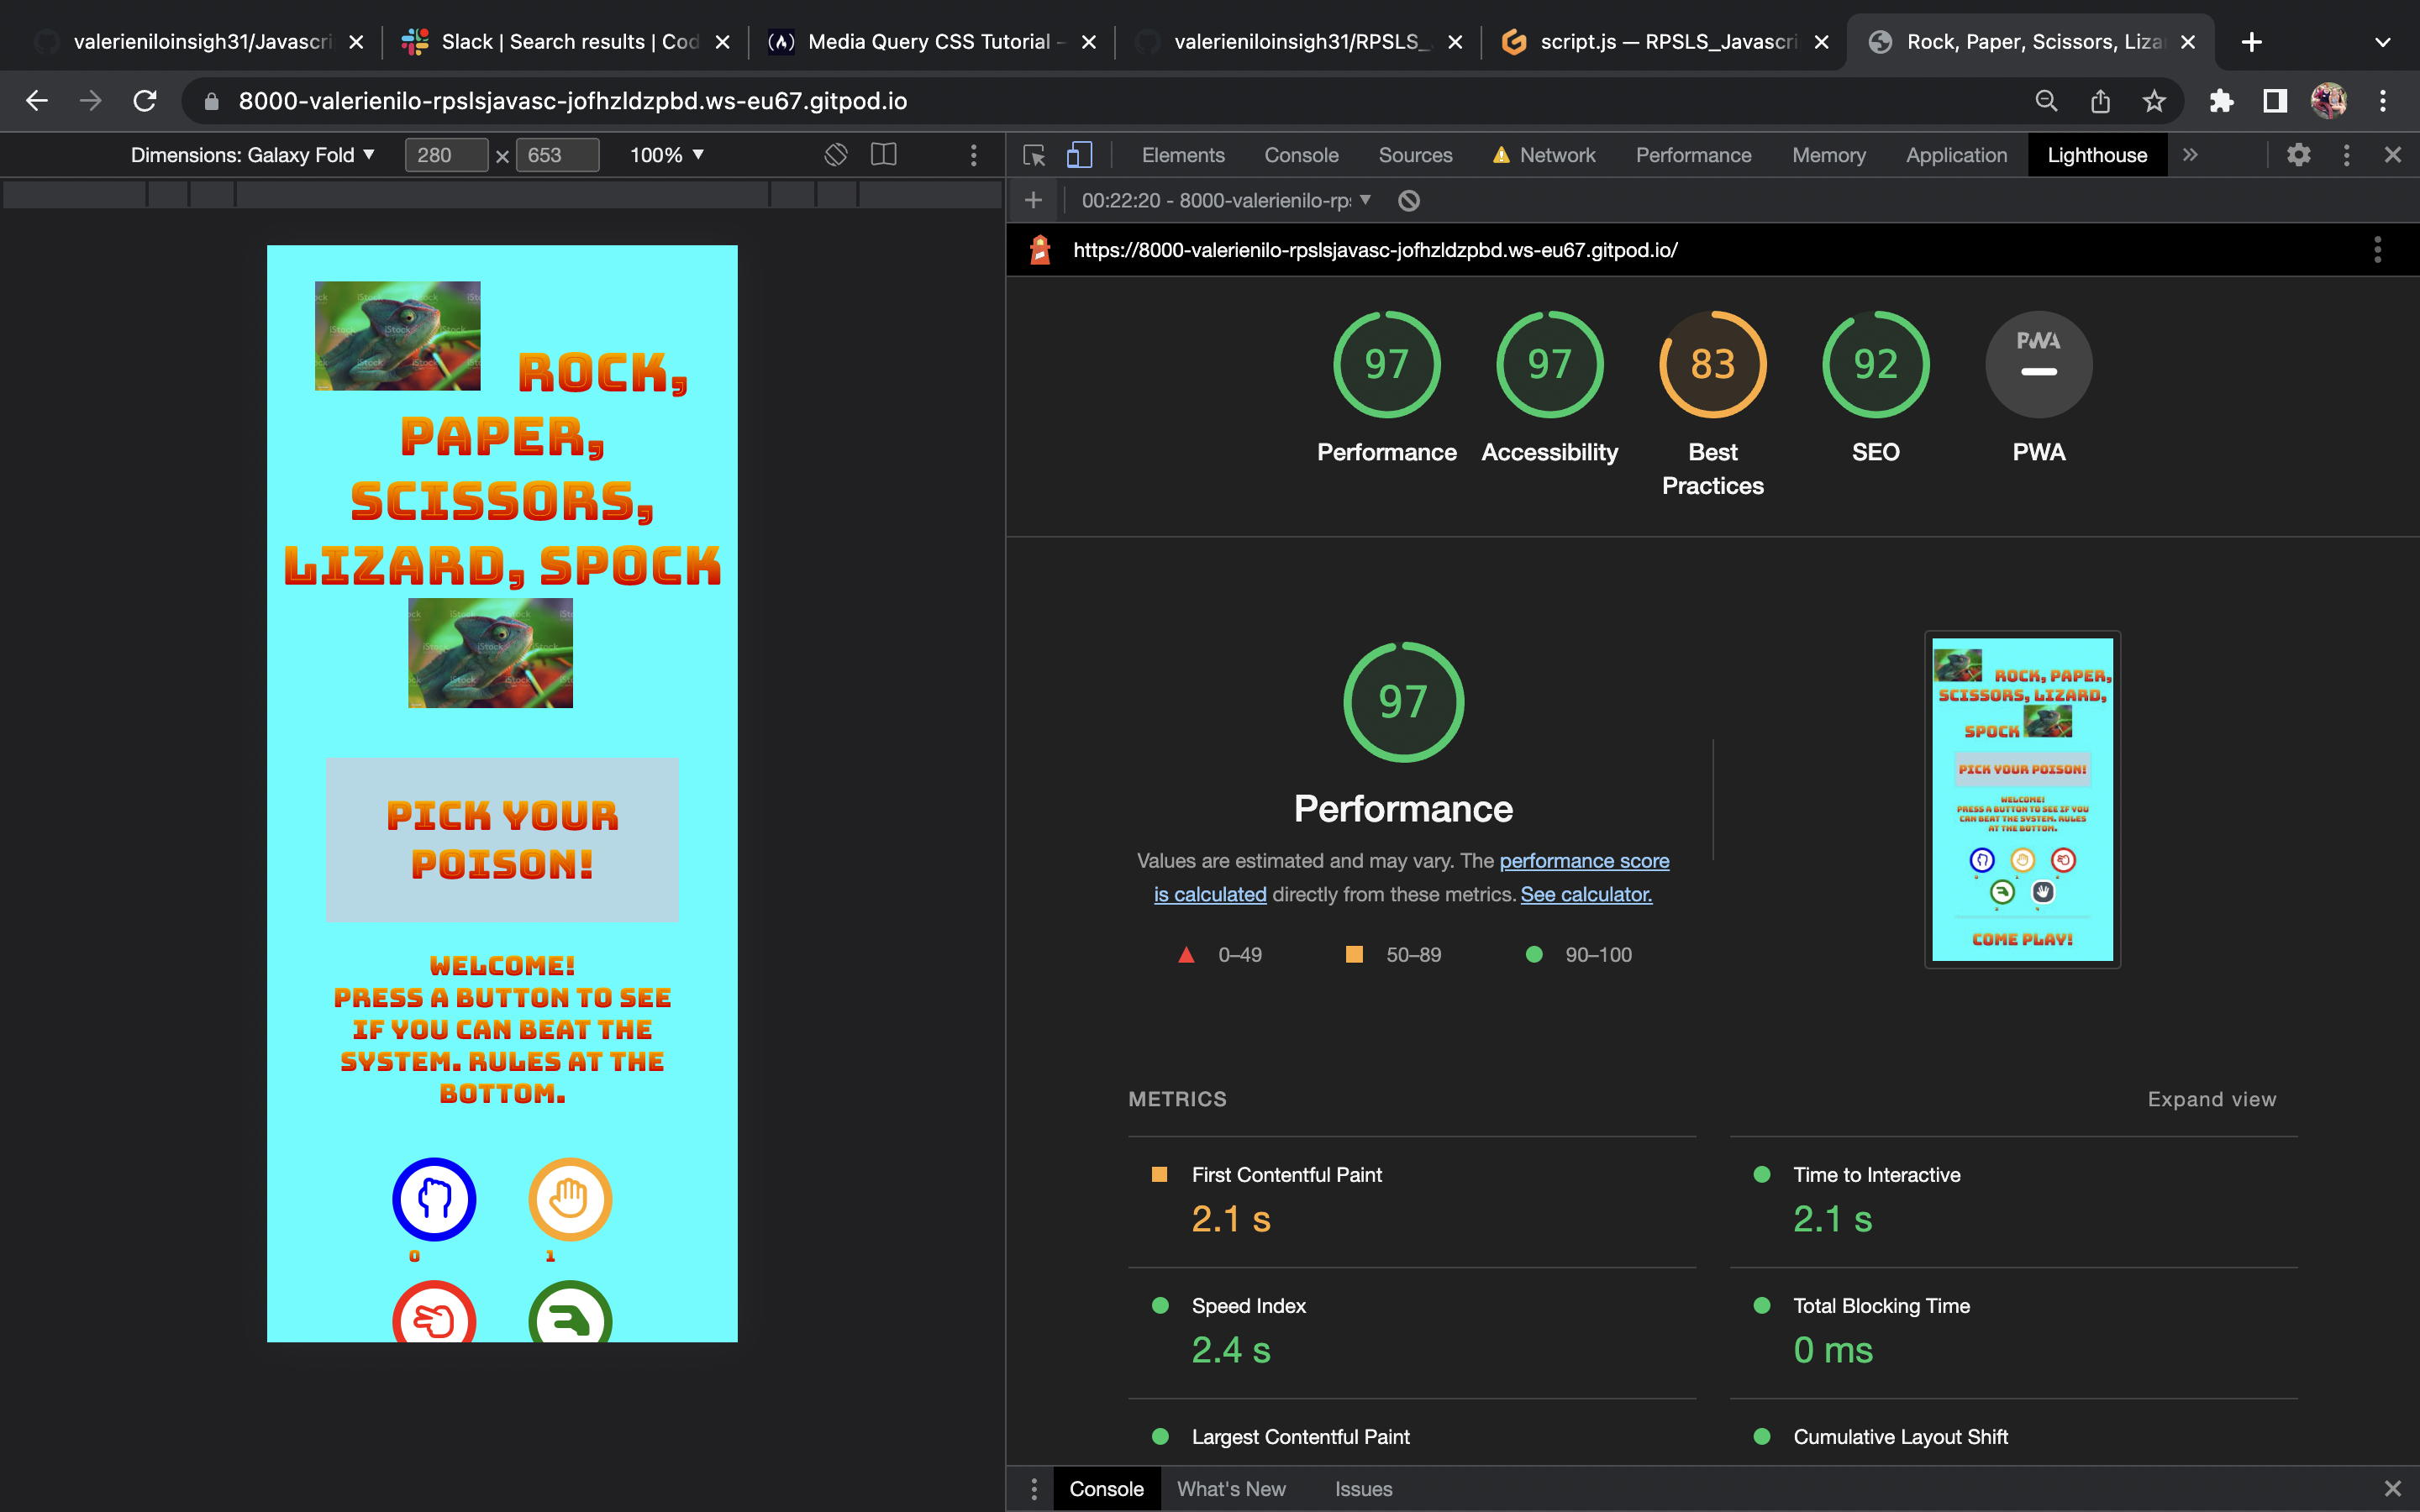 valerieniloinsigh31/Javascri
Slack | Search results | Cod
Media Query CSS Tutorial –
valerieniloinsigh31/RPSLS_
script.js — RPSLS_Javascri
Rock, Paper, Scissors, Liza
8000-valerienilo-rpslsjavasc-jofhzldzpbd.ws-eu67.gitpod.io
Dimensions: Galaxy Fold
280 × 653
100%
Elements
Console
Sources
Network
Performance
Memory
Application
Lighthouse
00:22:20 - 8000-valerienilo-rps
https://8000-valerienilo-rpslsjavasc-jofhzldzpbd.ws-eu67.gitpod.io/
iStock
ROCK,
PAPER,
SCISSORS,
LIZARD, SPOCK
iStock
PICK YOUR
POISON!
WELCOME!
PRESS A BUTTON TO SEE
IF YOU CAN BEAT THE
SYSTEM. RULES AT THE
BOTTOM.
0
1
97
97
83
92
PWA
Performance
Accessibility
Best
Practices
SEO
PWA
97
Performance
Values are estimated and may vary. The performance score
is calculated directly from these metrics. See calculator.
0–49
50–89
90–100
ROCK, PAPER,
SCISSORS, LIZARD,
SPOCK
PICK YOUR POISON!
WELCOME!
PRESS A BUTTON TO SEE IF YOU
CAN BEAT THE SYSTEM. RULES
AT THE BOTTOM.
COME PLAY!
METRICS
Expand view
First Contentful Paint
2.1 s
Time to Interactive
2.1 s
Speed Index
2.4 s
Total Blocking Time
0 ms
Largest Contentful Paint
Cumulative Layout Shift
Console
What's New
Issues